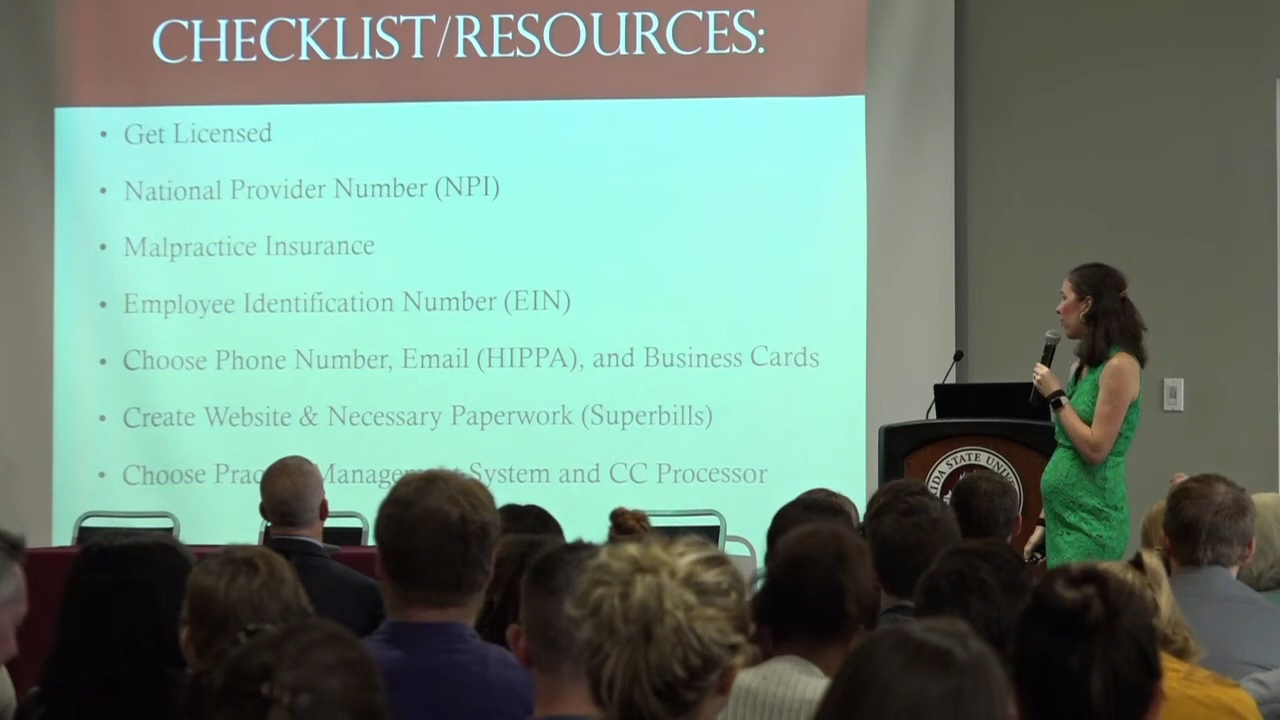 CHECKLIST/RESOURCES:
• Get Licensed
• National Provider Number (NPI)
• Malpractice Insurance
• Employee Identification Number (EIN)
• Choose Phone Number, Email (HIPPA), and Business Cards
• Create Website & Necessary Paperwork (Superbills)
• Choose System and CC Processor
STATE